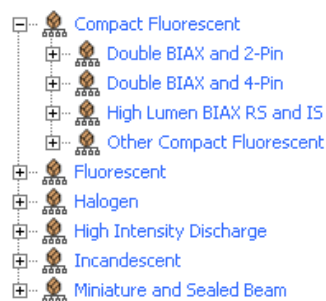 Compact Fluorescent
Double BIAX and 2-Pin
Double BIAX and 4-Pin
High Lumen BIAX RS and IS
Other Compact Fluorescent
Fluorescent
Halogen
High Intensity Discharge
Incandescent
Miniature and Sealed Beam